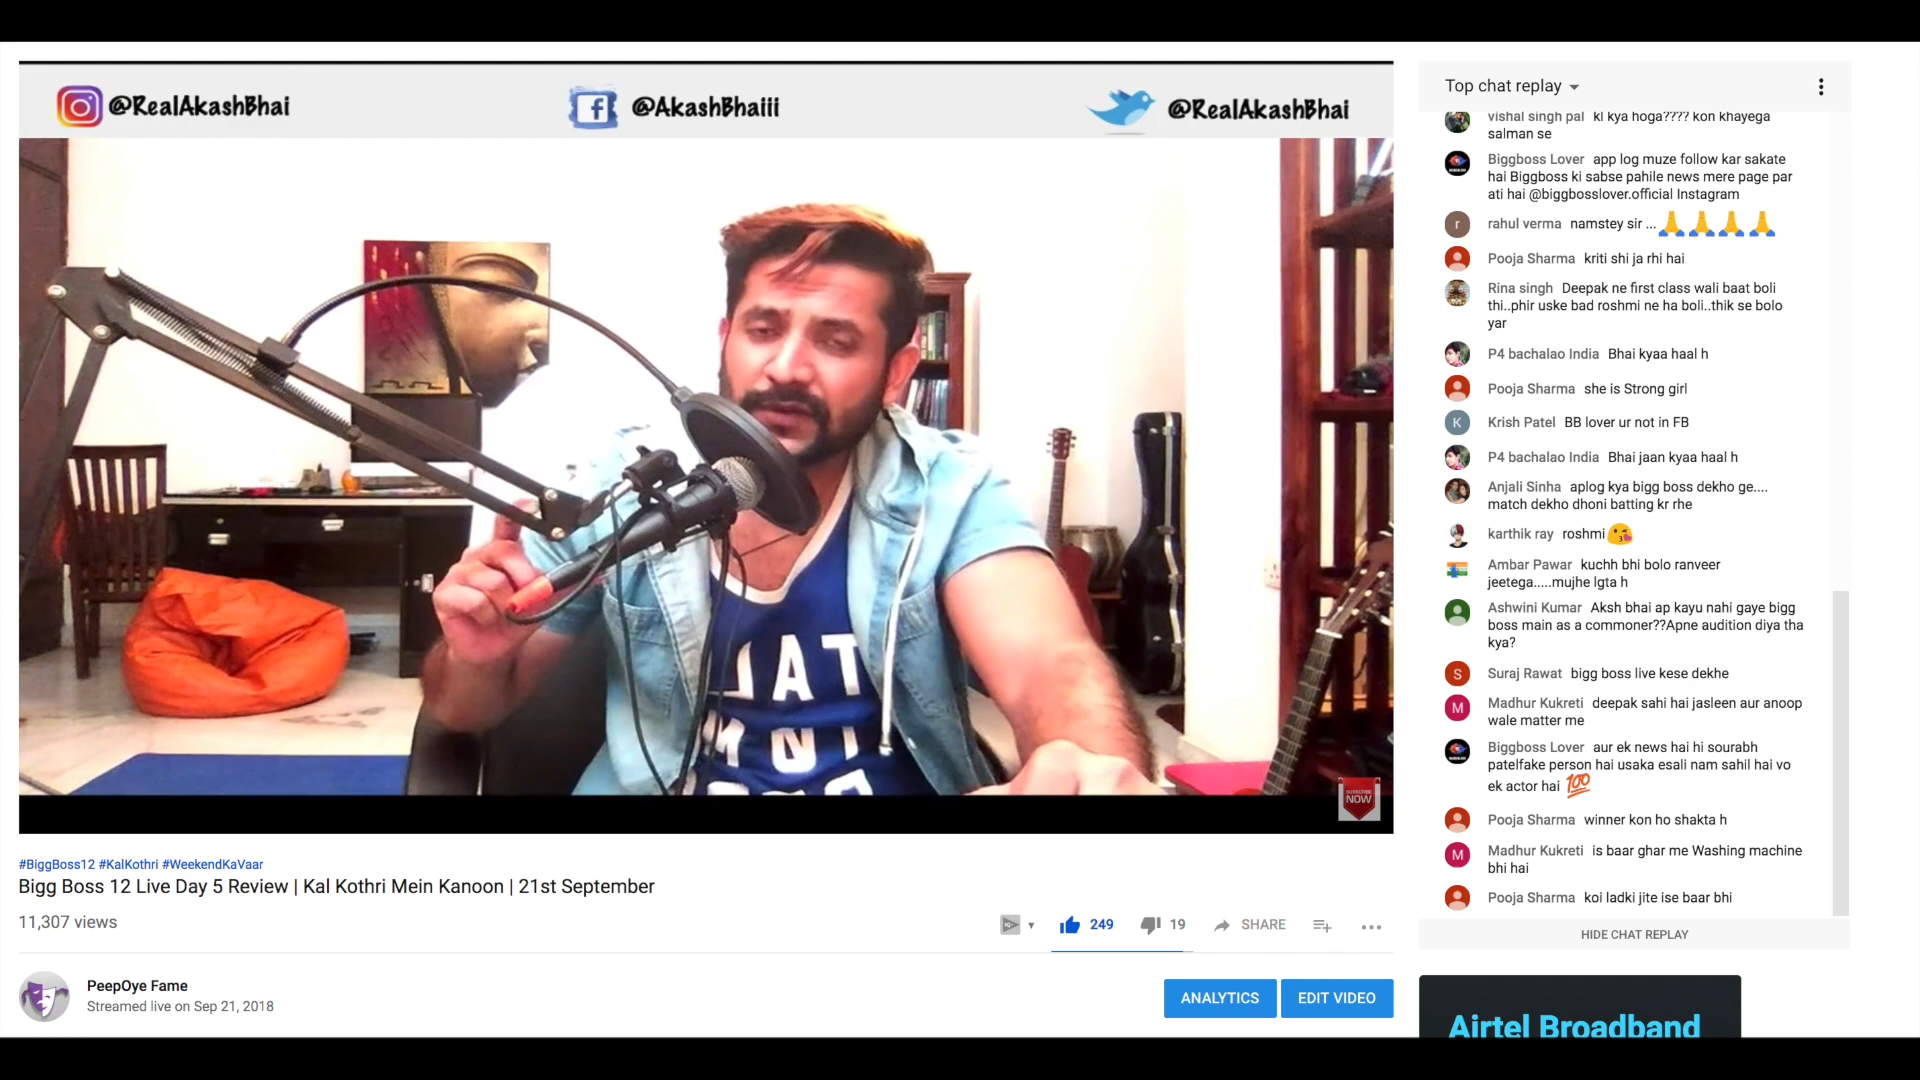 @RealAkashBhai
@AkashBhaiii
@RealAkashBhai
SUBSCRIBE
NOW
#BiggBoss12 #KalKothri #WeekendKaVaar
Bigg Boss 12 Live Day 5 Review | Kal Kothri Mein Kanoon | 21st September
11,307 views
249
19
SHARE
PeepOye Fame
Streamed live on Sep 21, 2018
ANALYTICS
EDIT VIDEO
Top chat replay
vishal singh pal ki kya hoga???? kon khayega
salman se
Biggboss Lover app log muze follow kar sakate
hai Biggboss ki sabse pahile news mere page par
ati hai @biggbosslover.official Instagram
r
rahul verma namstey sir ... 🙏🙏🙏🙏
Pooja Sharma kriti shi ja rhi hai
Rina singh Deepak ne first class wali baat boli
thi..phir uske bad roshmi ne ha boli..thik se bolo
yar
P4 bachalao India Bhai kyaa haal h
Pooja Sharma she is Strong girl
K
Krish Patel BB lover ur not in FB
P4 bachalao India Bhai jaan kyaa haal h
Anjali Sinha aplog kya bigg boss dekho ge....
match dekho dhoni batting kr rhe
karthik ray roshmi 😘
Ambar Pawar kuchh bhi bolo ranveer
jeetega.....mujhe lgta h
Ashwini Kumar Aksh bhai ap kayu nahi gaye bigg
boss main as a commoner??Apne audition diya tha
kya?
S
Suraj Rawat bigg boss live kese dekhe
M
Madhur Kukreti deepak sahi hai jasleen aur anoop
wale matter me
Biggboss Lover aur ek news hai hi sourabh
patelfake person hai usaka esali nam sahil hai vo
ek actor hai 💯
Pooja Sharma winner kon ho shakta h
M
Madhur Kukreti is baar ghar me Washing machine
bhi hai
Pooja Sharma koi ladki jite ise baar bhi
HIDE CHAT REPLAY
Airtel Broadband